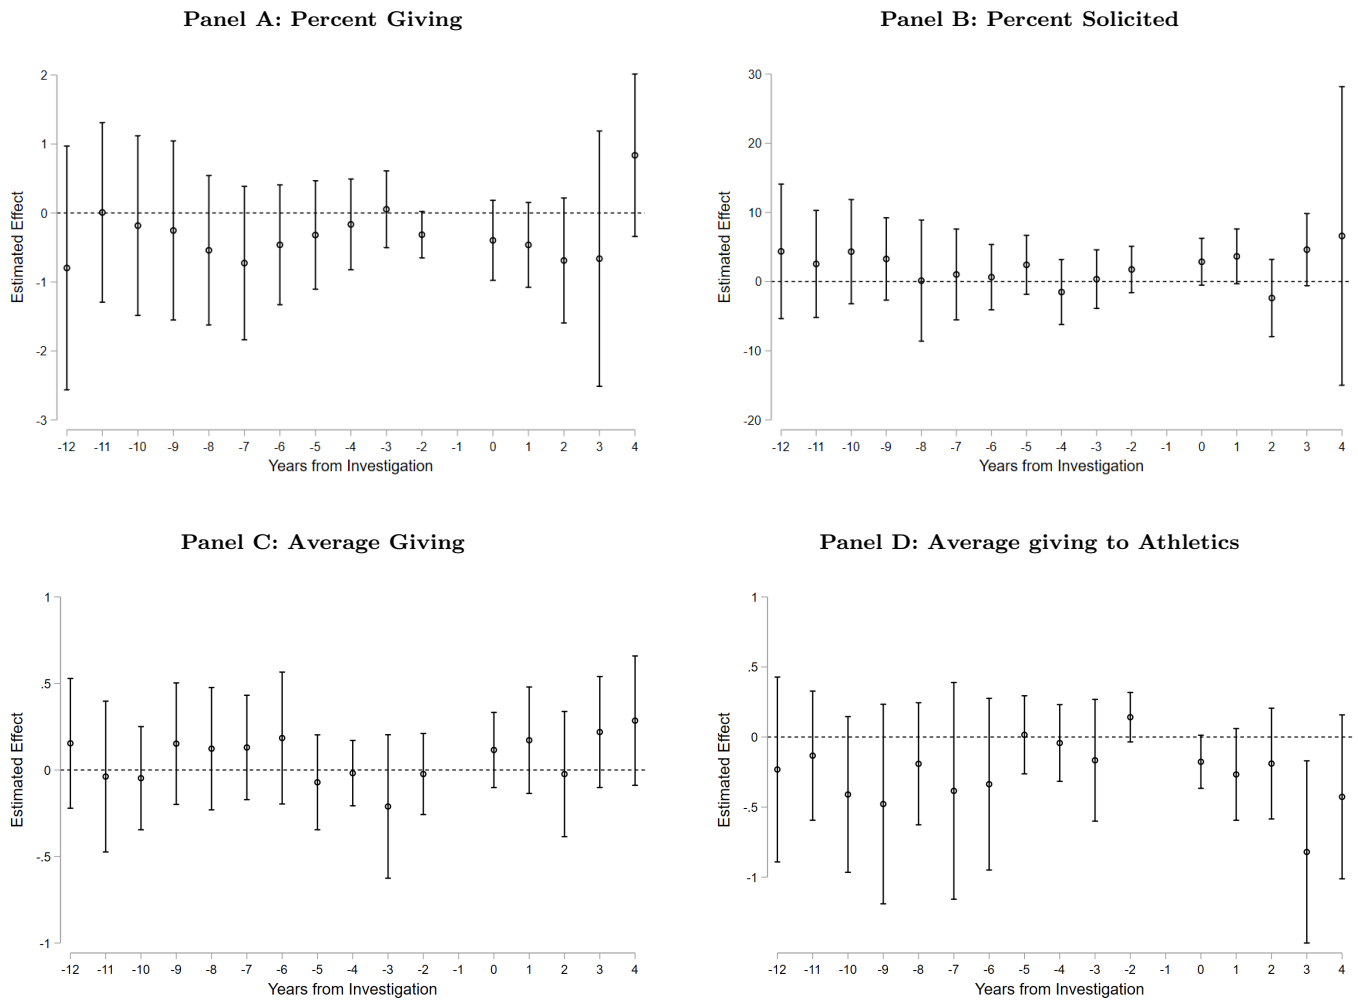 Panel A: Percent Giving
2
1
0
-1
-2
-3
Estimated Effect
-12 -11 -10 -9 -8 -7 -6 -5 -4 -3 -2 -1 0 1 2 3 4
Years from Investigation
Panel B: Percent Solicited
30
20
10
0
-10
-20
Estimated Effect
-12 -11 -10 -9 -8 -7 -6 -5 -4 -3 -2 -1 0 1 2 3 4
Years from Investigation
Panel C: Average Giving
1
.5
0
-.5
-1
Estimated Effect
-12 -11 -10 -9 -8 -7 -6 -5 -4 -3 -2 -1 0 1 2 3 4
Years from Investigation
Panel D: Average giving to Athletics
1
.5
0
-.5
-1
Estimated Effect
-12 -11 -10 -9 -8 -7 -6 -5 -4 -3 -2 -1 0 1 2 3 4
Years from Investigation